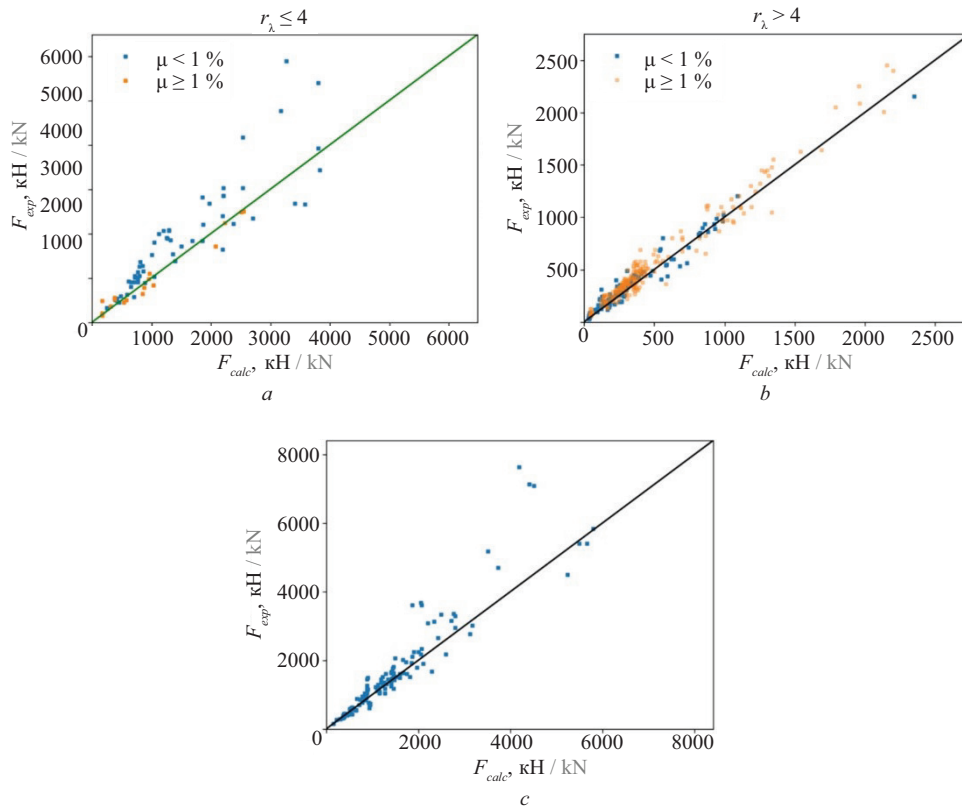 r_λ ≤ 4
6500
6000
5000
4000
3000
2000
1000
0
μ < 1 %
μ ≥ 1 %
F_exp, кН / kN
1000 2000 3000 4000 5000 6000
F_calc, кН / kN
a
r_λ > 4
2500
2000
1500
1000
500
0
μ < 1 %
μ ≥ 1 %
F_exp, кН / kN
500 1000 1500 2000 2500
F_calc, кН / kN
b
8000
6000
4000
2000
0
F_exp, кН / kN
2000 4000 6000 8000
F_calc, кН / kN
c